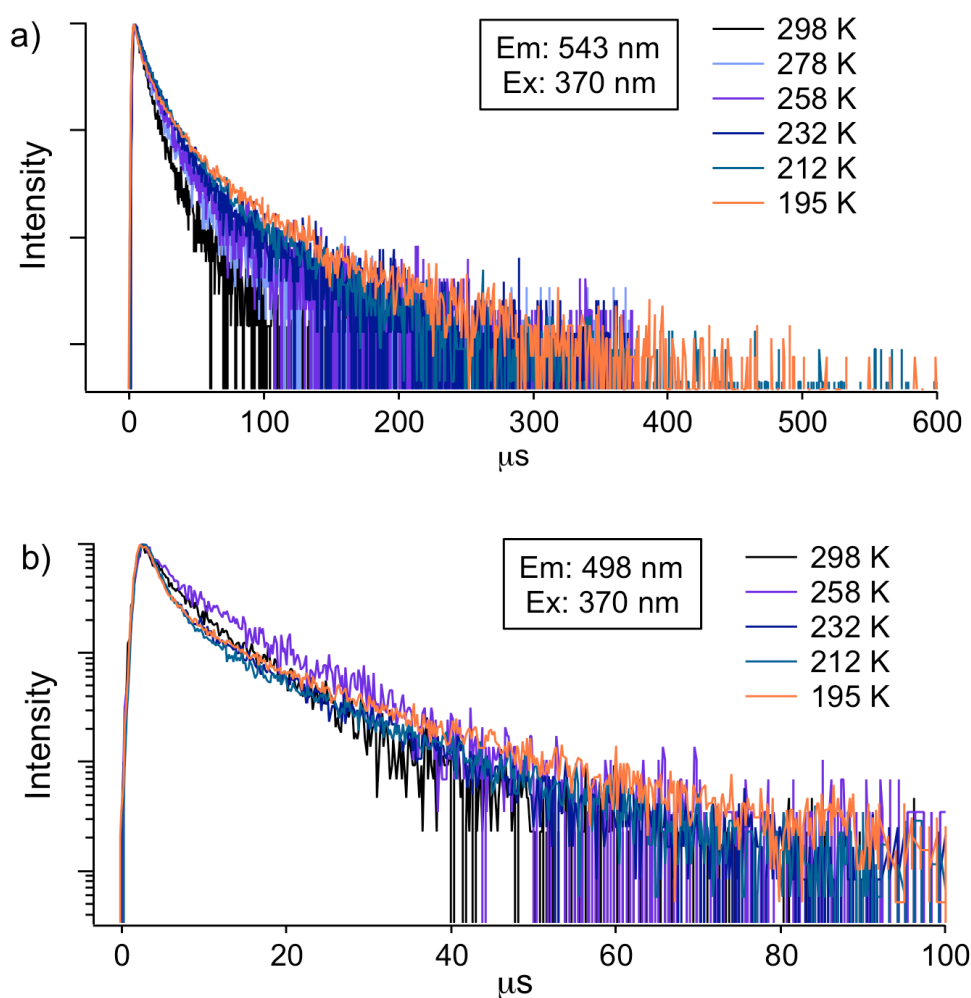 a)
Em: 543 nm
Ex: 370 nm
298 K
278 K
258 K
232 K
212 K
195 K
Intensity
0 100 200 300 400 500 600
μs
b)
Em: 498 nm
Ex: 370 nm
298 K
258 K
232 K
212 K
195 K
Intensity
0 20 40 60 80 100
μs